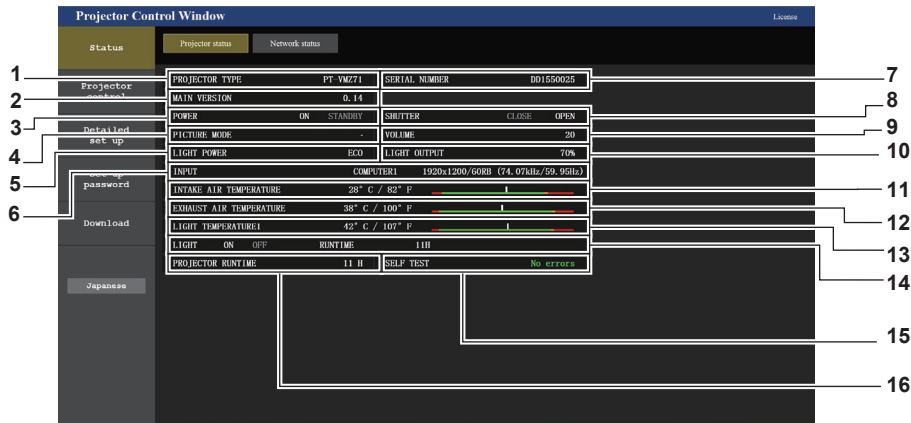 Projector Control Window
License
Status
Projector status
Network status
1
PROJECTOR TYPE PT-VMZ71
SERIAL NUMBER DD1550025
7
2
Projector
control
MAIN VERSION 0.14
8
3
POWER ON STANDBY
SHUTTER CLOSE OPEN
9
4
Detailed
set up
PICTURE MODE -
VOLUME 20
10
5
LIGHT POWER ECO
LIGHT OUTPUT 70%
6
Set up
password
INPUT COMPUTER1 1920x1200/60RB (74.07kHz/59.95Hz)
INTAKE AIR TEMPERATURE 28° C / 82° F
11
EXHAUST AIR TEMPERATURE 38° C / 100° F
12
Download
LIGHT TEMPERATURE1 42° C / 107° F
13
LIGHT ON OFF RUNTIME 11H
14
PROJECTOR RUNTIME 11 H
SELF TEST No errors
Japanese
15
16